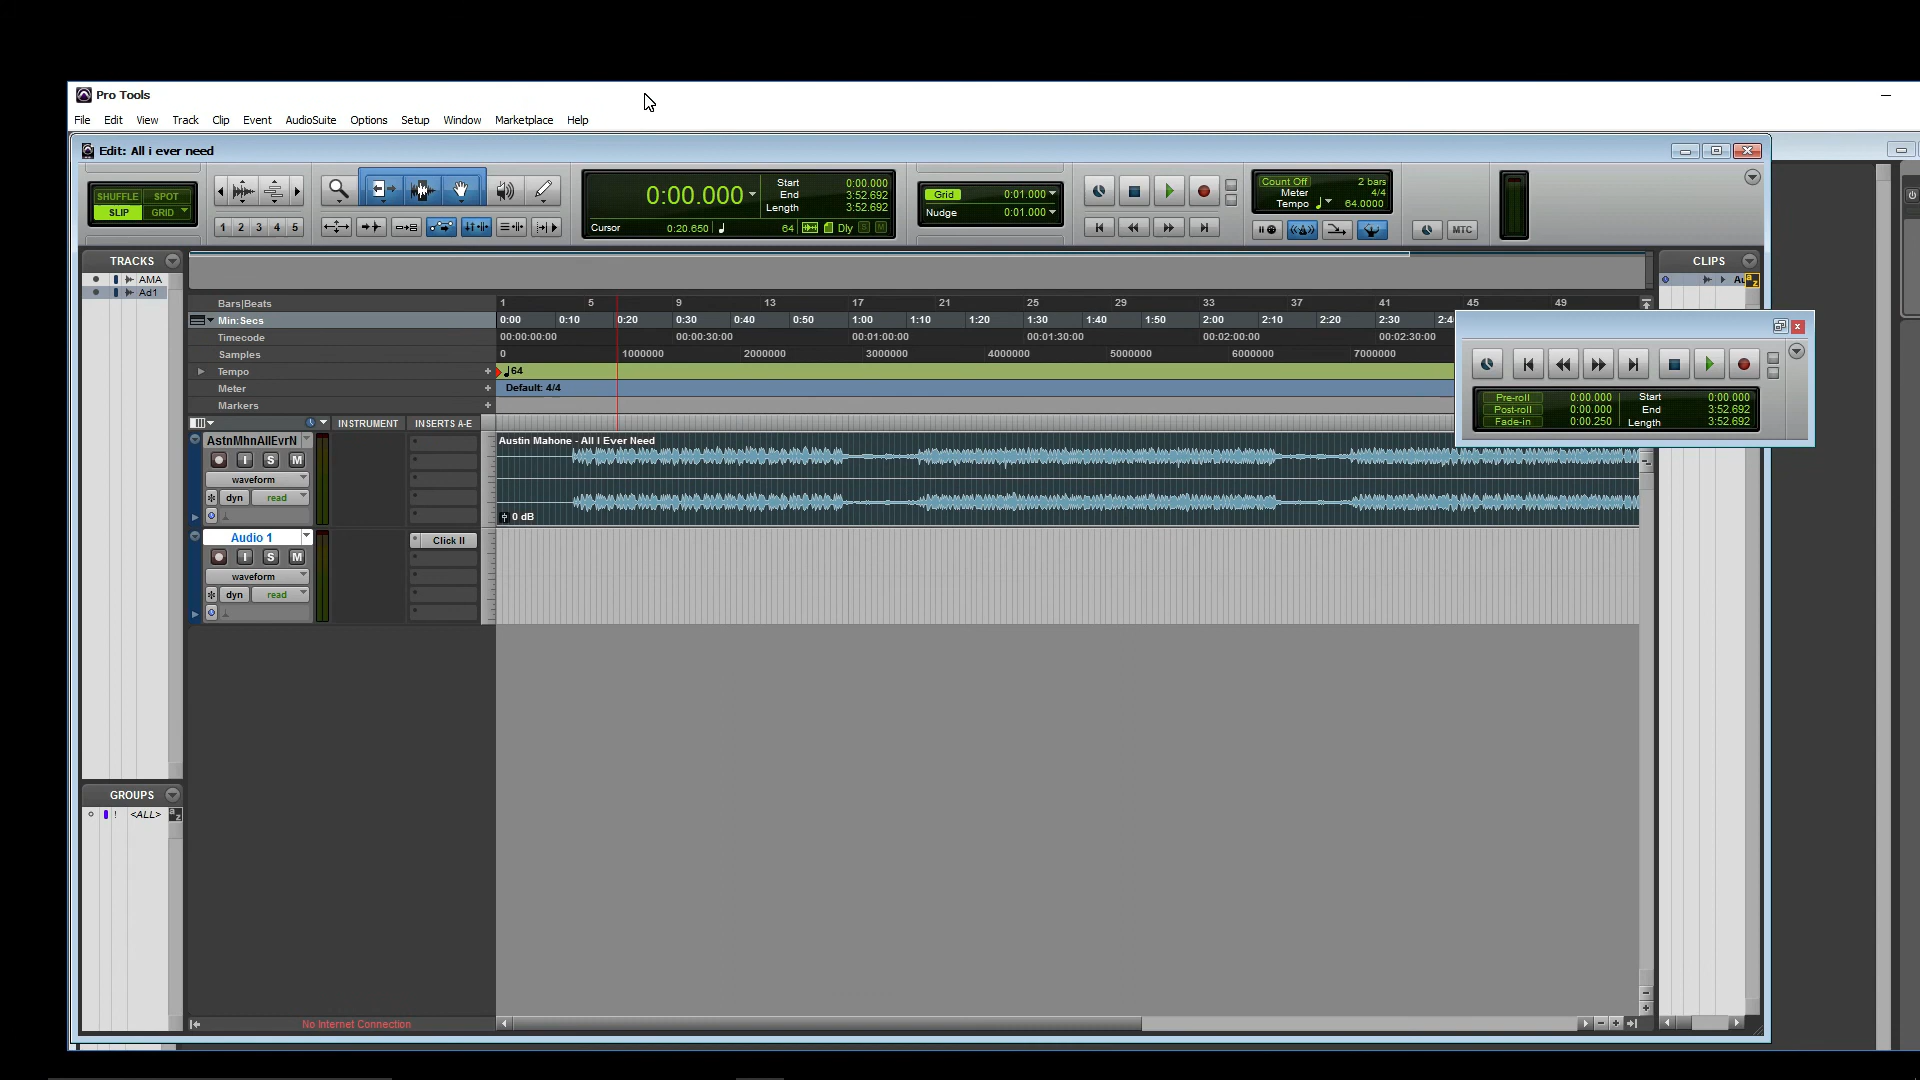 Pro Tools
File Edit View Track Clip Event AudioSuite Options Setup Window Marketplace Help
Edit: All i ever need
SHUFFLE SPOT
SLIP GRID
1 2 3 4 5
0:00.000
Start 0:00.000
End 3:52.692
Length 3:52.692
Cursor 0:20.650 64 Dly S M
Grid 0:01.000
Nudge 0:01.000
Count Off 2 bars
Meter 4/4
Tempo 64.0000
MTC
TRACKS
AMA
Ad1
CLIPS
Bars|Beats 1 5 9 13 17 21 25 29 33 37 41 45 49
Min:Secs 0:00 0:10 0:20 0:30 0:40 0:50 1:00 1:10 1:20 1:30 1:40 1:50 2:00 2:10 2:20 2:30
Timecode 00:00:00:00 00:00:30:00 00:01:00:00 00:01:30:00 00:02:00:00 00:02:30:00
Samples 0 1000000 2000000 3000000 4000000 5000000 6000000 7000000
Tempo + 64
Meter + Default: 4/4
Markers +
Pre-roll 0:00.000 Start 0:00.000
Post-roll 0:00.000 End 3:52.692
Fade-in 0:00.250 Length 3:52.692
INSTRUMENT INSERTS A-E
AstnMhnAllEvrN
I S M
waveform
dyn read
Austin Mahone - All I Ever Need
0 dB
Audio 1
I S M
waveform
dyn read
Click II
GROUPS
! <ALL> a z
No Internet Connection